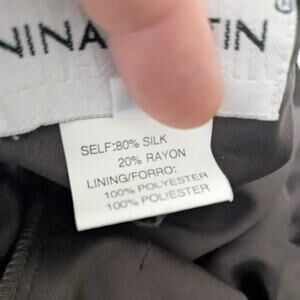 NINA
SELF:80% SILK
20% RAYON
LINING/FORRO:
100% POLYESTER
100% POLIESTER